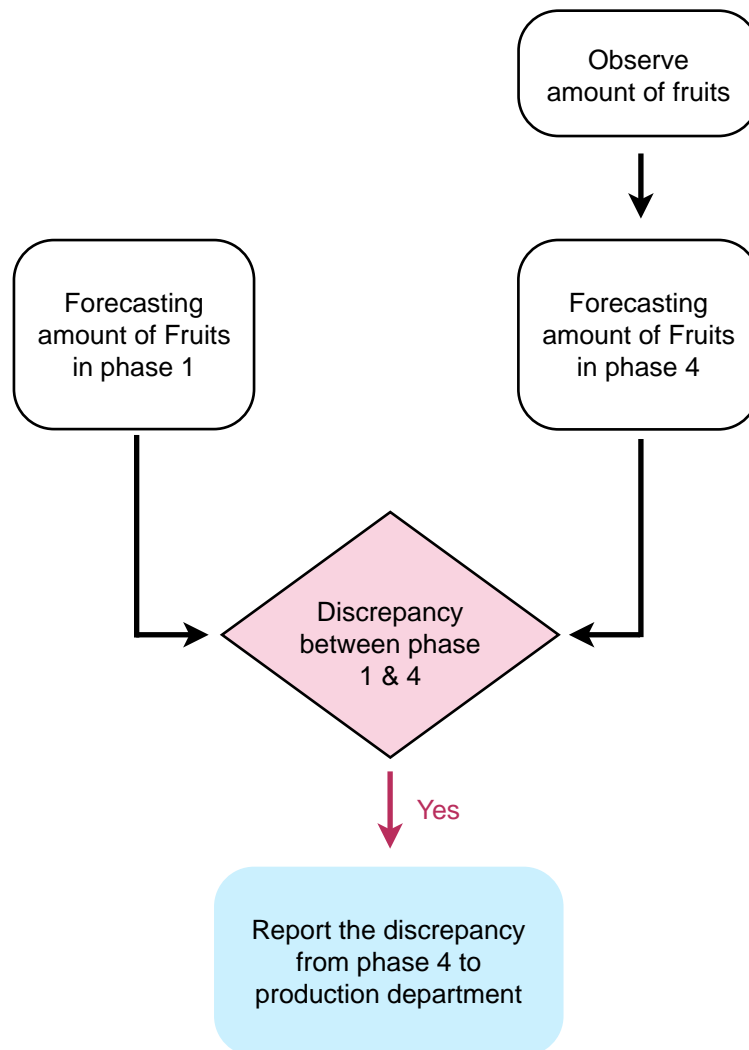 Observe
amount of fruits
Forecasting
amount of Fruits
in phase 1
Forecasting
amount of Fruits
in phase 4
Discrepancy
between phase
1 & 4
Yes
Report the discrepancy
from phase 4 to
production department